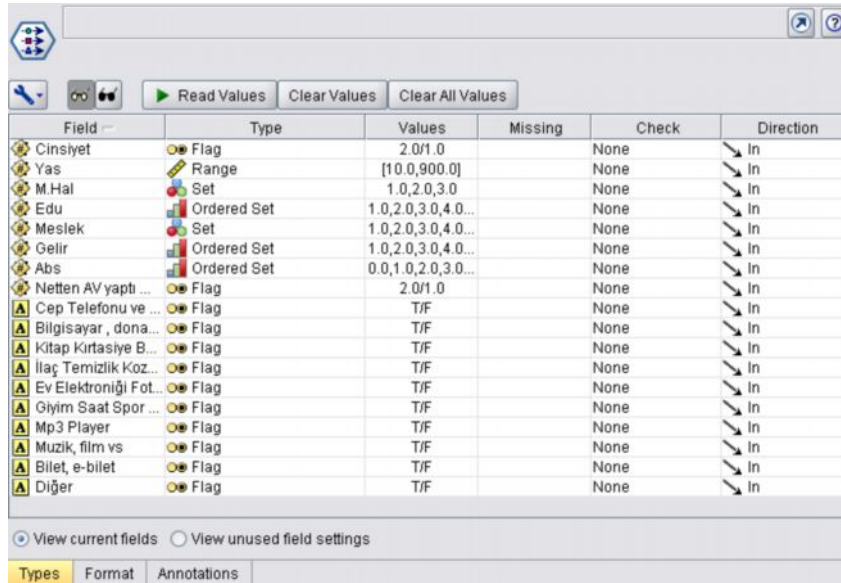 Read Values Clear Values Clear All Values
Field Type Values Missing Check Direction
Cinsiyet Flag 2.0/1.0 None In
Yas Range [10.0,900.0] None In
M.Hal Set 1.0,2.0,3.0 None In
Edu Ordered Set 1.0,2.0,3.0,4.0... None In
Meslek Set 1.0,2.0,3.0,4.0... None In
Gelir Ordered Set 1.0,2.0,3.0,4.0... None In
Abs Ordered Set 0.0,1.0,2.0,3.0... None In
Netten AV yaptı ... Flag 2.0/1.0 None In
A Cep Telefonu ve ... Flag T/F None In
A Bilgisayar , dona... Flag T/F None In
A Kitap Kırtasiye B... Flag T/F None In
A İlaç Temizlik Koz... Flag T/F None In
A Ev Elektroniği Fot... Flag T/F None In
A Giyim Saat Spor ... Flag T/F None In
A Mp3 Player Flag T/F None In
A Muzik, film vs Flag T/F None In
A Bilet, e-bilet Flag T/F None In
A Diğer Flag T/F None In
View current fields View unused field settings
Types Format Annotations